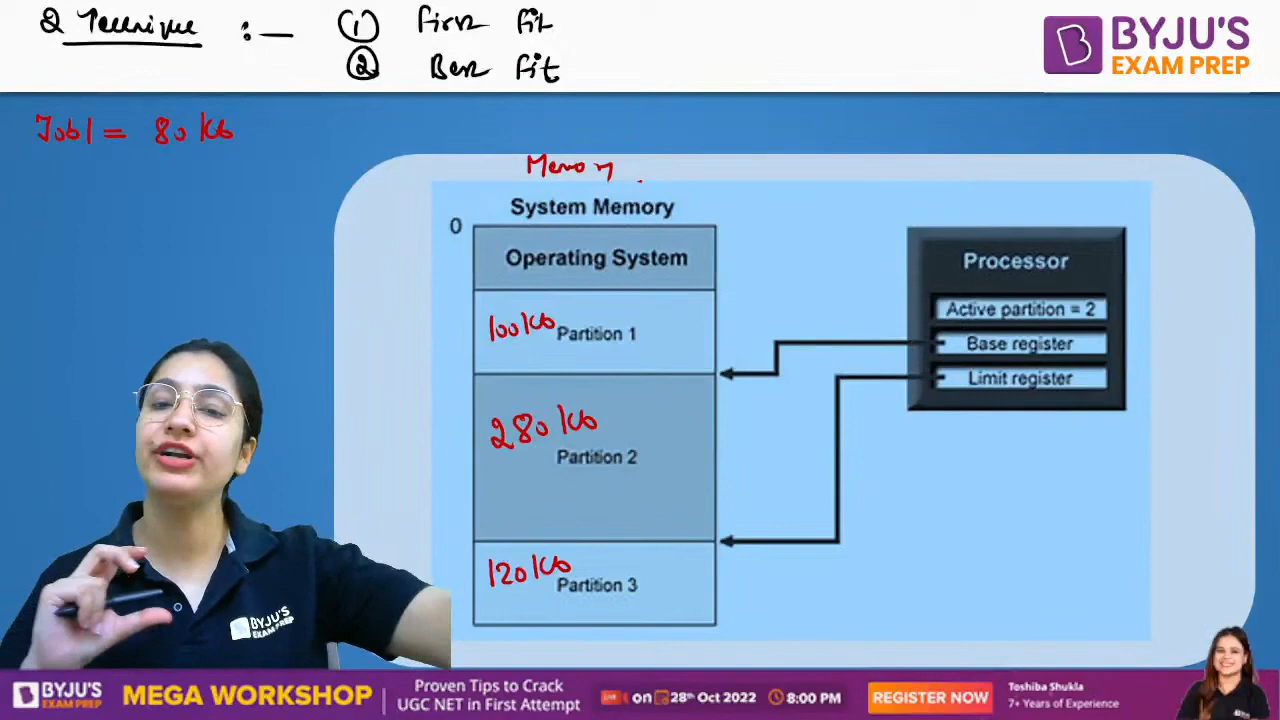 2 Technique :— (1) First Fit
(2) Best Fit
BYJU'S
EXAM PREP
Job1 = 80 kb
Memory
System Memory
0
Operating System
100kb Partition 1
280 kb
Partition 2
120kb Partition 3
Processor
Active partition = 2
Base register
Limit register
BYJU'S
EXAM PREP
BYJU'S
EXAM PREP
MEGA WORKSHOP
Proven Tips to Crack
UGC NET in First Attempt
LIVE on 28th Oct 2022 8:00 PM
REGISTER NOW
Toshiba Shukla
7+ Years of Experience